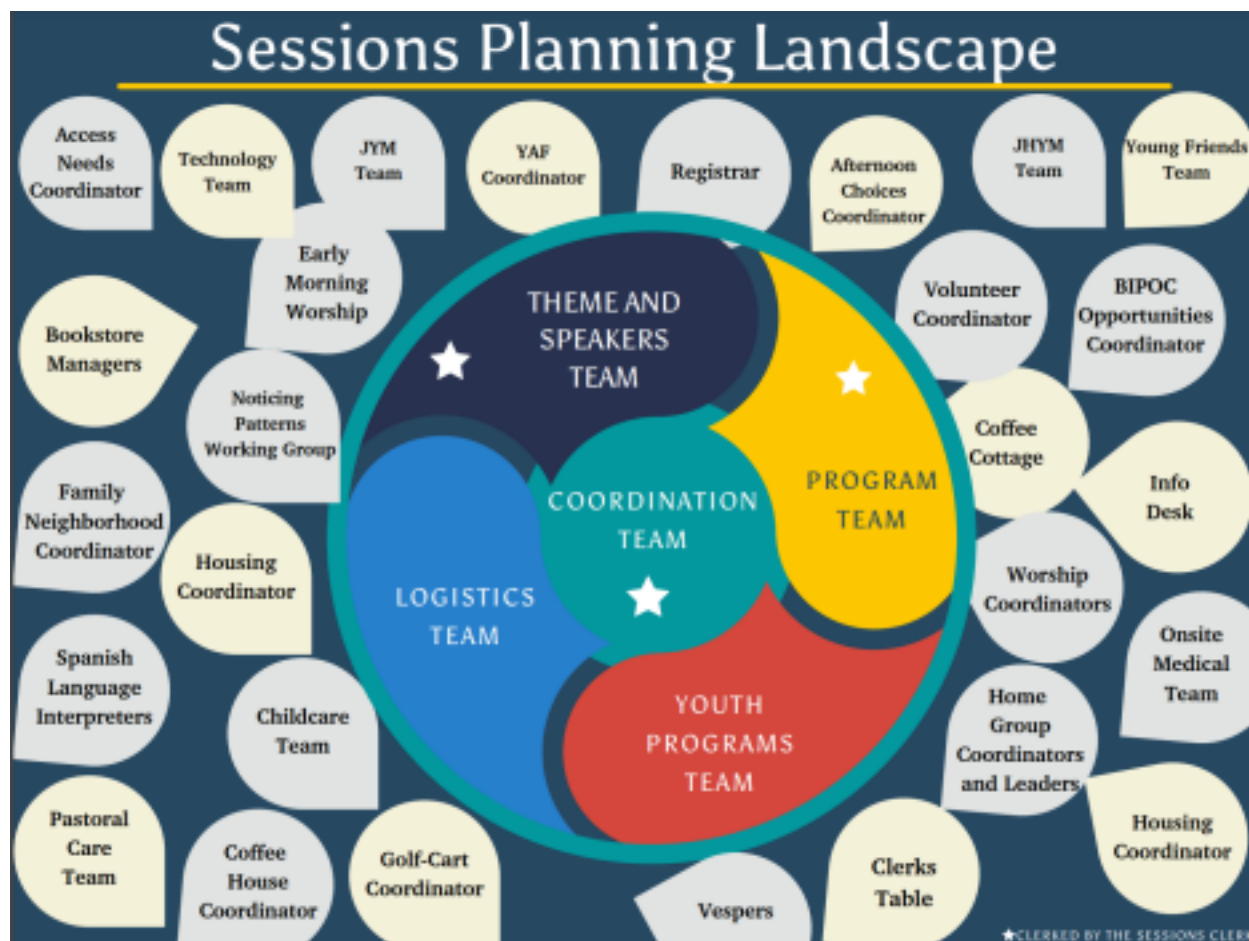 Sessions Planning Landscape
Access
Needs
Coordinator
Technology
Team
JYM
Team
YAF
Coordinator
Registrar
Afternoon
Choices
Coordinator
JHYM
Team
Young Friends
Team
Early
Morning
Worship
Volunteer
Coordinator
BIPOC
Opportunities
Coordinator
Bookstore
Managers
Noticing
Patterns
Working Group
THEME AND
SPEAKERS
TEAM
PROGRAM
TEAM
COORDINATION
TEAM
LOGISTICS
TEAM
YOUTH
PROGRAMS
TEAM
Coffee
Cottage
Info
Desk
Family
Neighborhood
Coordinator
Housing
Coordinator
Worship
Coordinators
Onsite
Medical
Team
Spanish
Language
Interpreters
Childcare
Team
Home
Group
Coordinators
and Leaders
Pastoral
Care
Team
Coffee
House
Coordinator
Golf-Cart
Coordinator
Vespers
Clerks
Table
Housing
Coordinator
★CLERKED BY THE SESSIONS CLERK